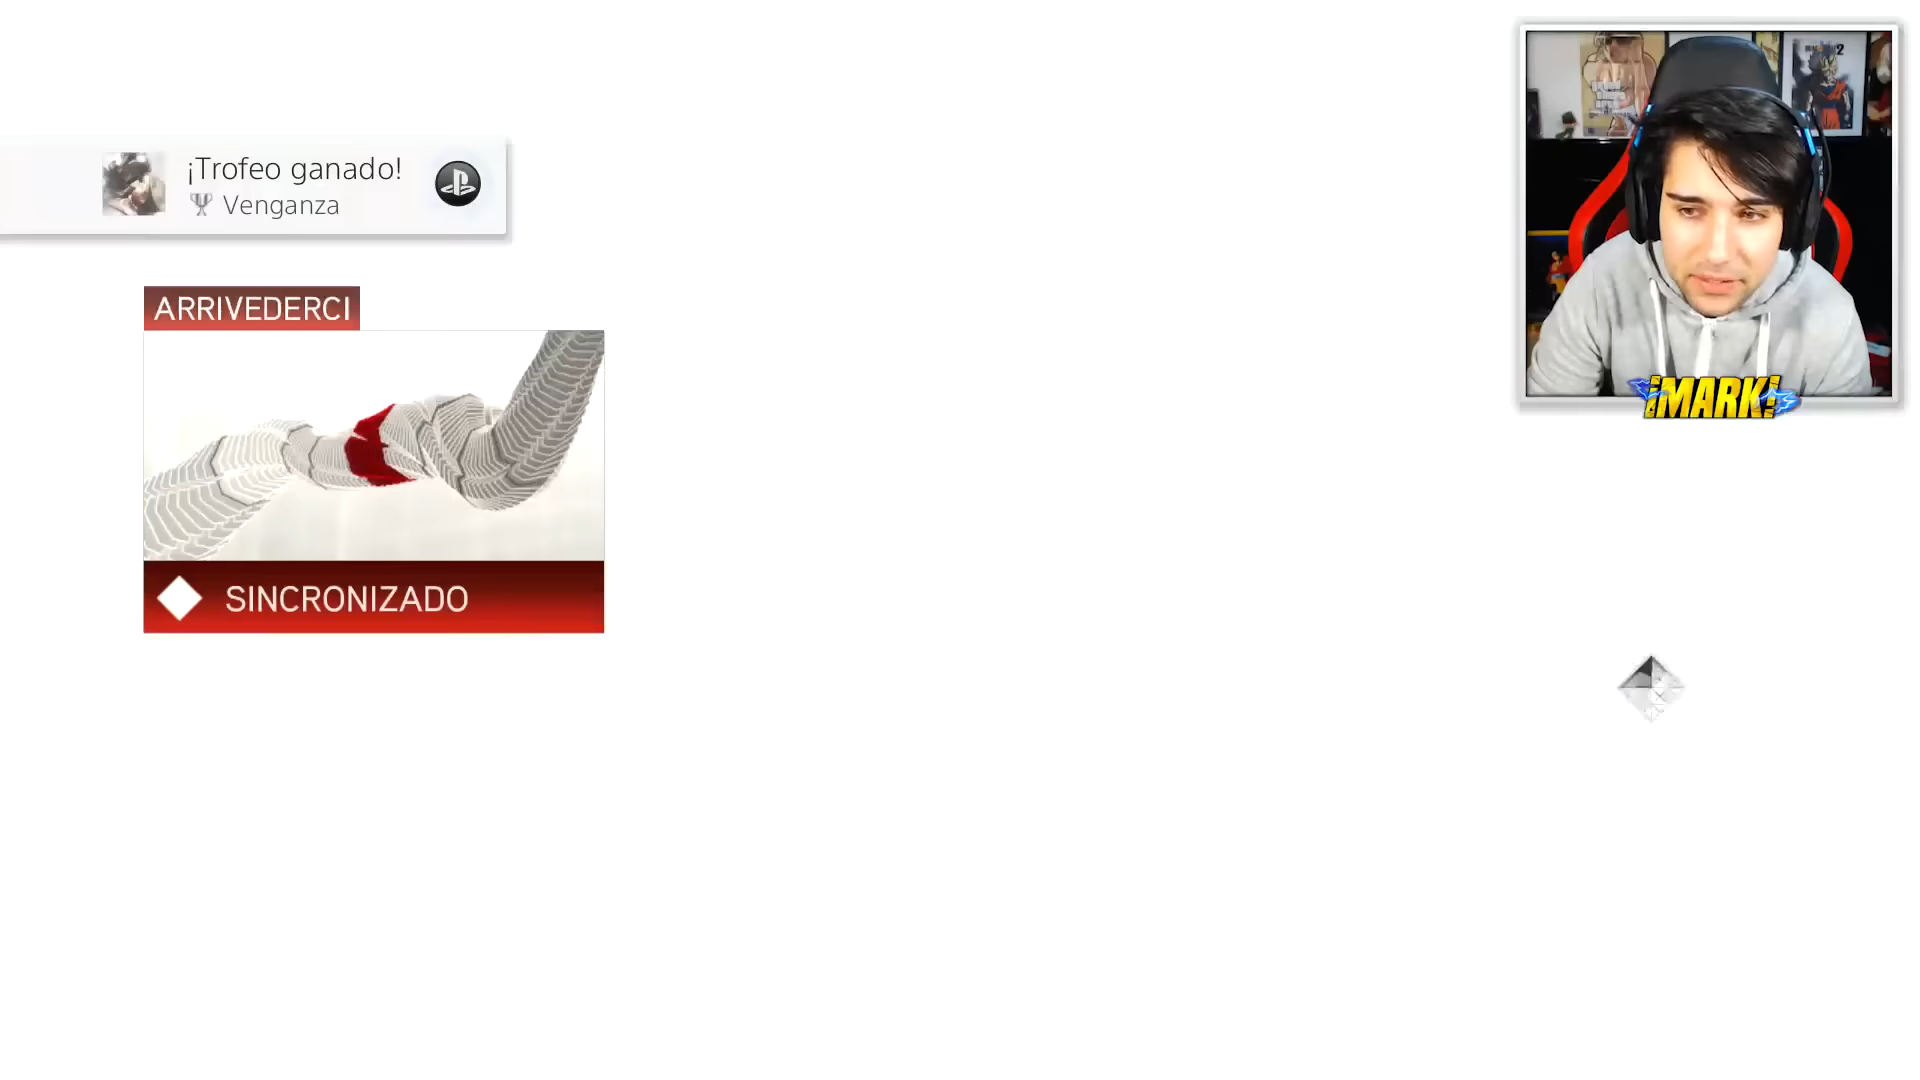 ¡Trofeo ganado!
Venganza
ARRIVEDERCI
SINCRONIZADO
¡MARK!